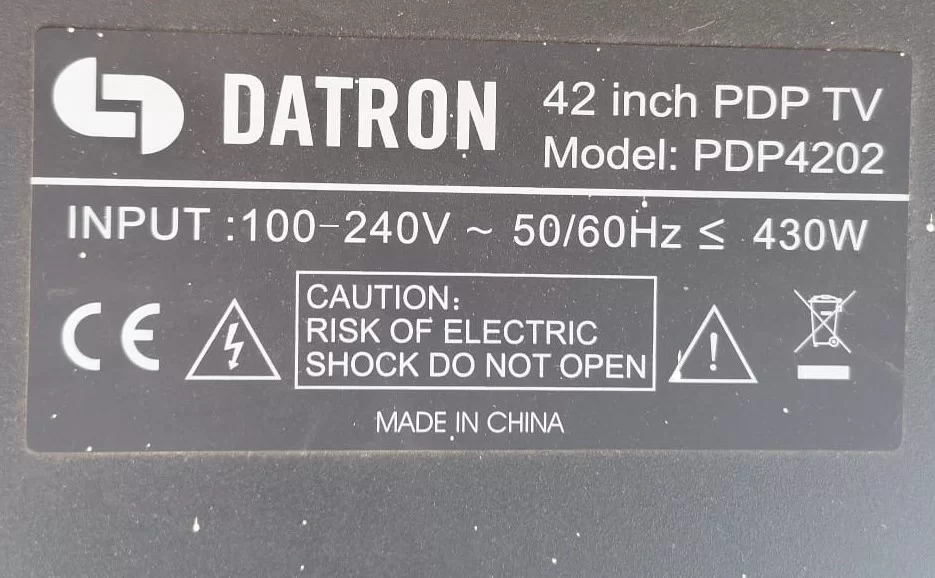 DATRON
42 inch PDP TV
Model: PDP4202
INPUT :100-240V ~ 50/60Hz ≤ 430W
CE
CAUTION:
RISK OF ELECTRIC
SHOCK DO NOT OPEN
MADE IN CHINA